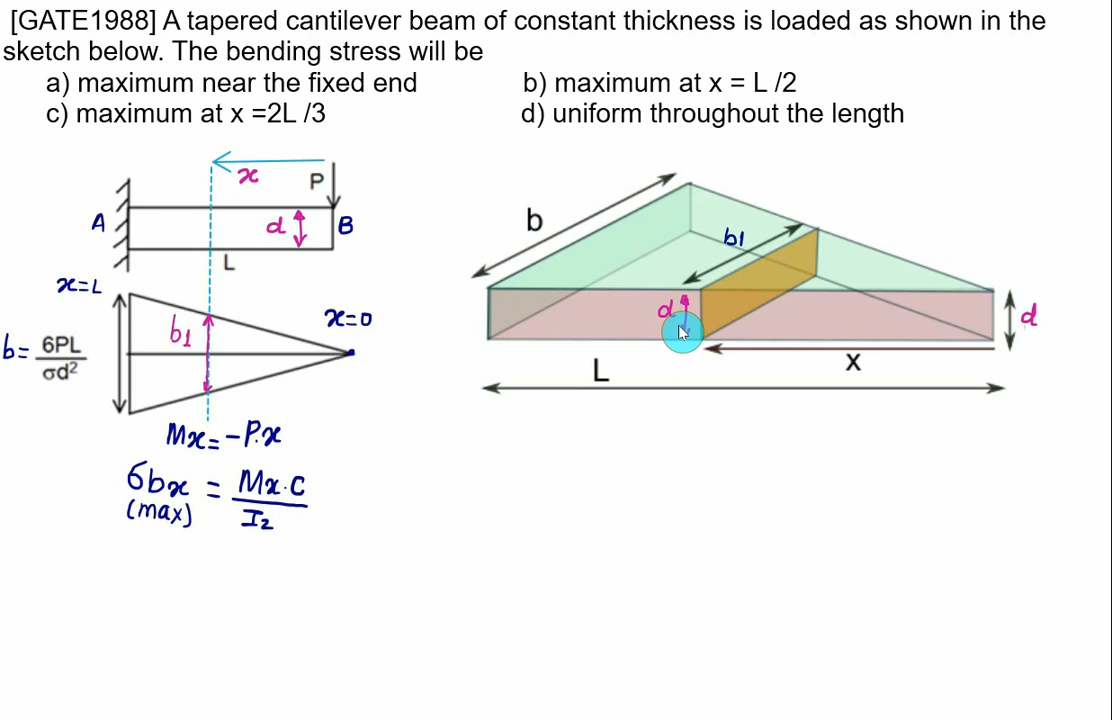 [GATE1988] A tapered cantilever beam of constant thickness is loaded as shown in the
sketch below. The bending stress will be
a) maximum near the fixed end b) maximum at x = L /2
c) maximum at x =2L /3 d) uniform throughout the length
x P
A d B
L
x=L
b1 x=0
b= 6PL
σd²
Mx=-P.x
σbx = Mx.C
(max) Iz
b
b1
d
d
x
L